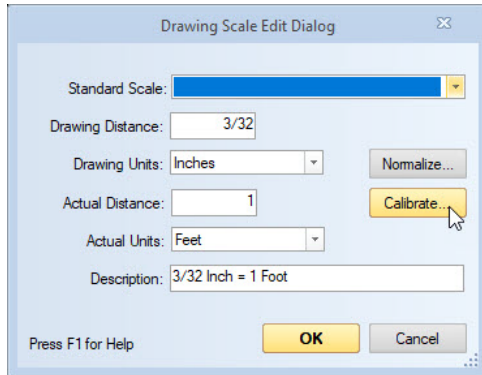 Drawing Scale Edit Dialog
Standard Scale:
Drawing Distance: 3/32
Drawing Units: Inches Normalize...
Actual Distance: 1 Calibrate...
Actual Units: Feet
Description: 3/32 Inch = 1 Foot
Press F1 for Help OK Cancel